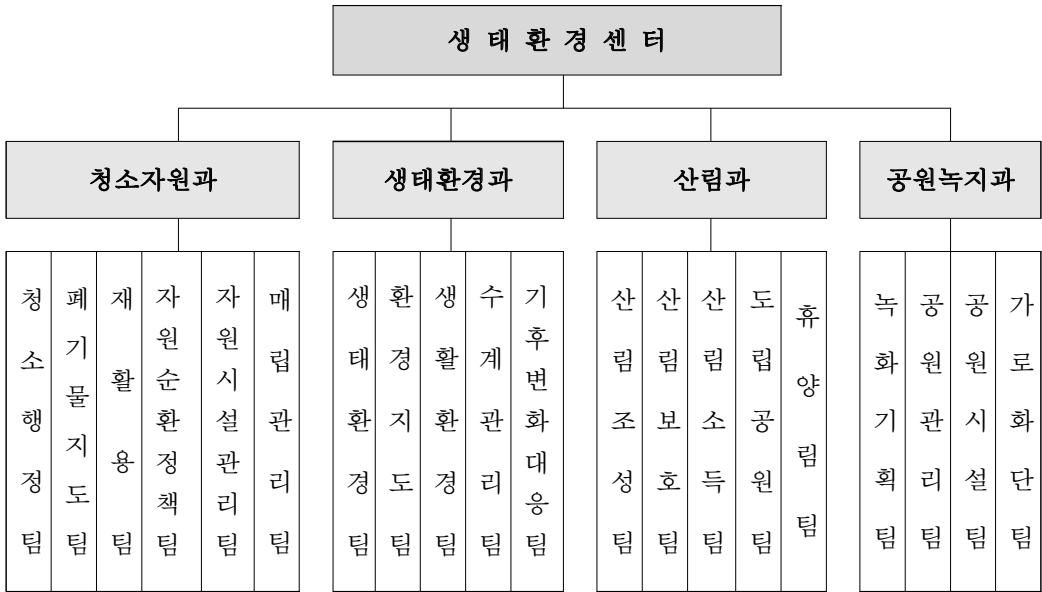 생태환경센터
청소자원과
생태환경과
산림과
공원녹지과
청소행정팀
폐기물지도팀
재활용팀
자원순환정책팀
자원시설관리팀
매립관리팀
생태환경팀
환경지도팀
생활환경팀
수계관리팀
기후변화대응팀
산림조성팀
산림보호팀
산림소득팀
도립공원팀
휴양림팀
녹화기획팀
공원관리팀
공원시설팀
가로화단팀